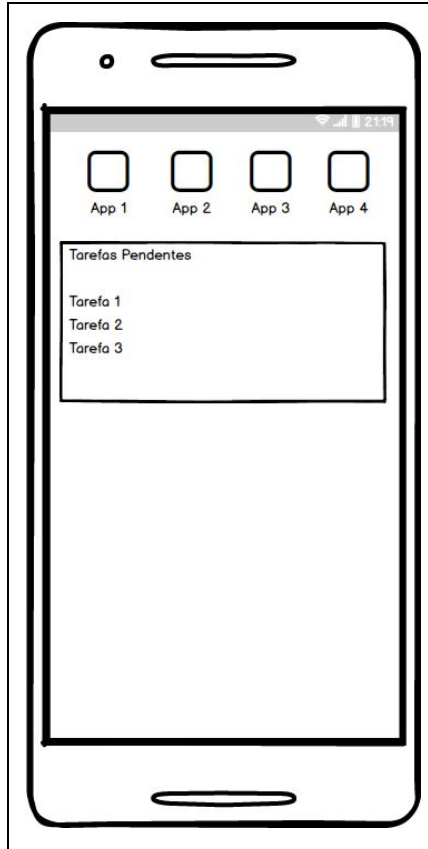 21:19
App 1 App 2 App 3 App 4
Tarefas Pendentes
Tarefa 1
Tarefa 2
Tarefa 3